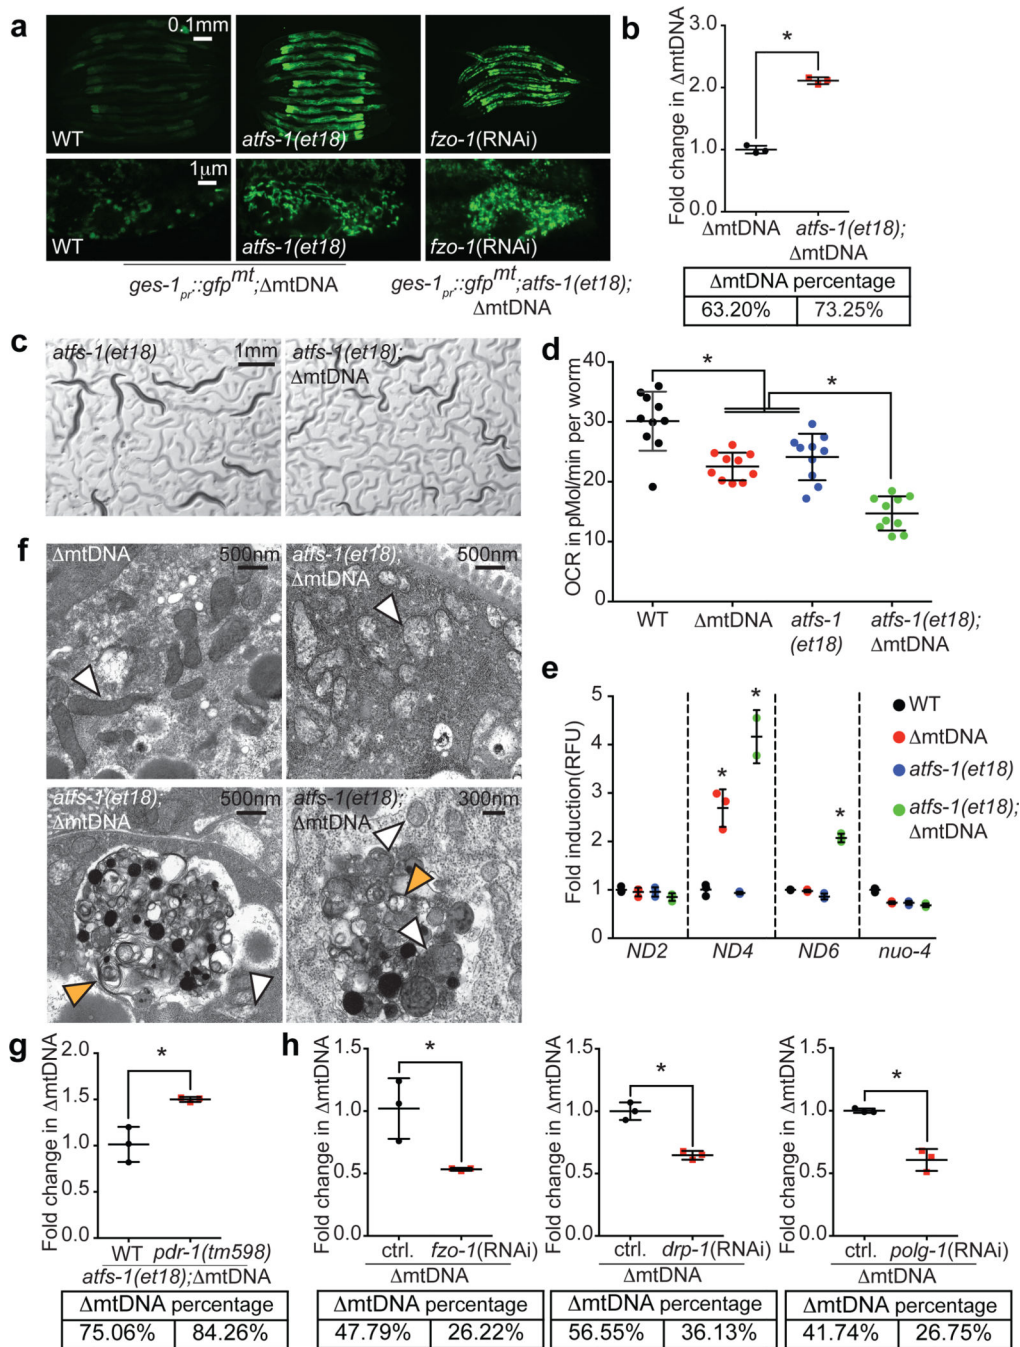 a
0.1mm
WT
atfs-1(et18)
fzo-1(RNAi)
1μm
WT
atfs-1(et18)
fzo-1(RNAi)
ges-1pr::gfpmt;ΔmtDNA
ges-1pr::gfpmt;atfs-1(et18);
ΔmtDNA
b
Fold change in ΔmtDNA
3.0
2.0
1.0
0.0
*
ΔmtDNA
atfs-1(et18);
ΔmtDNA
ΔmtDNA percentage
63.20% 73.25%
c
atfs-1(et18)
1mm
atfs-1(et18);
ΔmtDNA
d
OCR in pMol/min per worm
40
30
20
10
0
*
*
WT
ΔmtDNA
atfs-1
(et18)
atfs-1(et18);
ΔmtDNA
f
ΔmtDNA
500nm
atfs-1(et18);
ΔmtDNA
500nm
atfs-1(et18);
ΔmtDNA
500nm
atfs-1(et18);
ΔmtDNA
300nm
e
Fold induction(RFU)
5
4
3
2
1
0
*
*
*
ND2 ND4 ND6 nuo-4
WT
ΔmtDNA
atfs-1(et18)
atfs-1(et18);
ΔmtDNA
g
Fold change in ΔmtDNA
2.0
1.5
1.0
0.5
0.0
*
WT pdr-1(tm598)
atfs-1(et18);ΔmtDNA
ΔmtDNA percentage
75.06% 84.26%
h
Fold change in ΔmtDNA
1.5
1.0
0.5
0.0
*
ctrl. fzo-1(RNAi)
ΔmtDNA
ΔmtDNA percentage
47.79% 26.22%
Fold change in ΔmtDNA
1.5
1.0
0.5
0.0
*
ctrl. drp-1(RNAi)
ΔmtDNA
ΔmtDNA percentage
56.55% 36.13%
Fold change in ΔmtDNA
1.5
1.0
0.5
0.0
*
ctrl. polg-1(RNAi)
ΔmtDNA
ΔmtDNA percentage
41.74% 26.75%